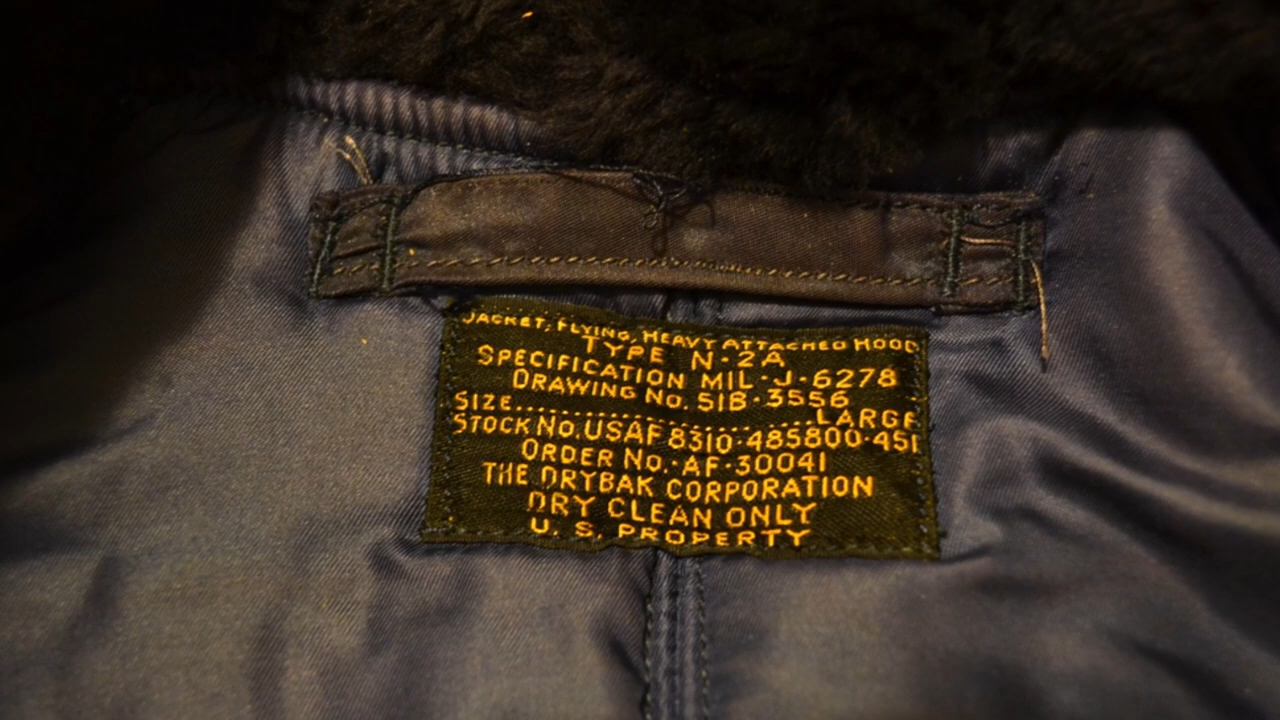 JACKET, FLYING, HEAVY ATTACHED HOOD
TYPE N-2A
SPECIFICATION MIL-J-6278
DRAWING No. 51B-3556
SIZE..............................LARGE
STOCK No. USAF 8310-485800-451
ORDER No. AF-30041
THE DRYBAK CORPORATION
DRY CLEAN ONLY
U. S. PROPERTY